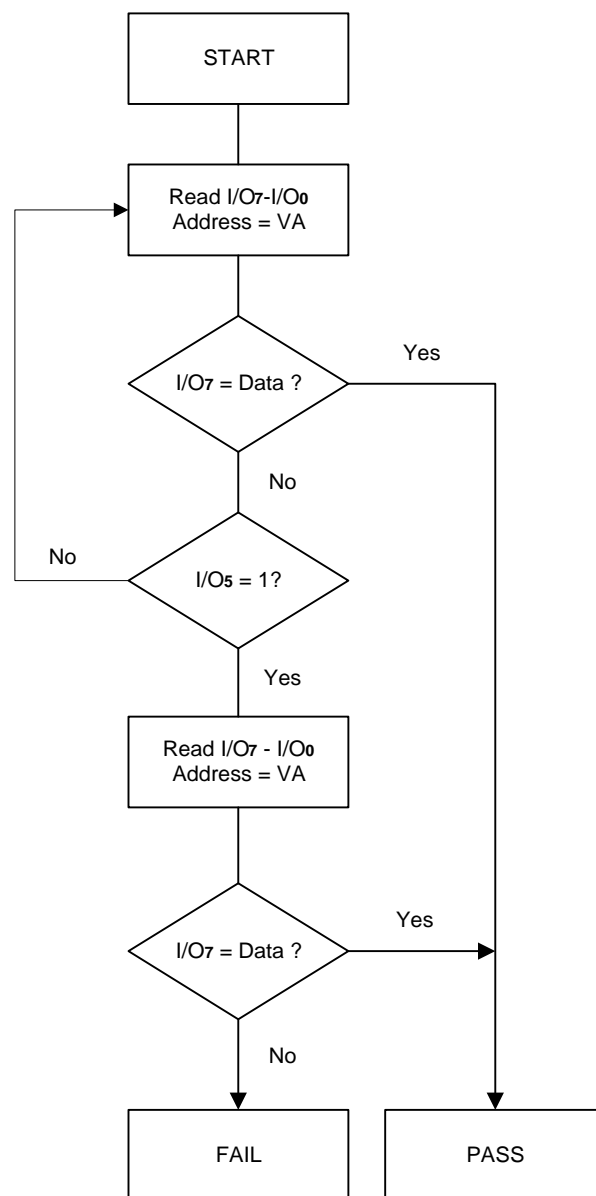 START
Read I/O7-I/O0
Address = VA
I/O7 = Data ?
Yes
No
No
I/O5 = 1?
Yes
Read I/O7 - I/O0
Address = VA
I/O7 = Data ?
Yes
No
FAIL
PASS